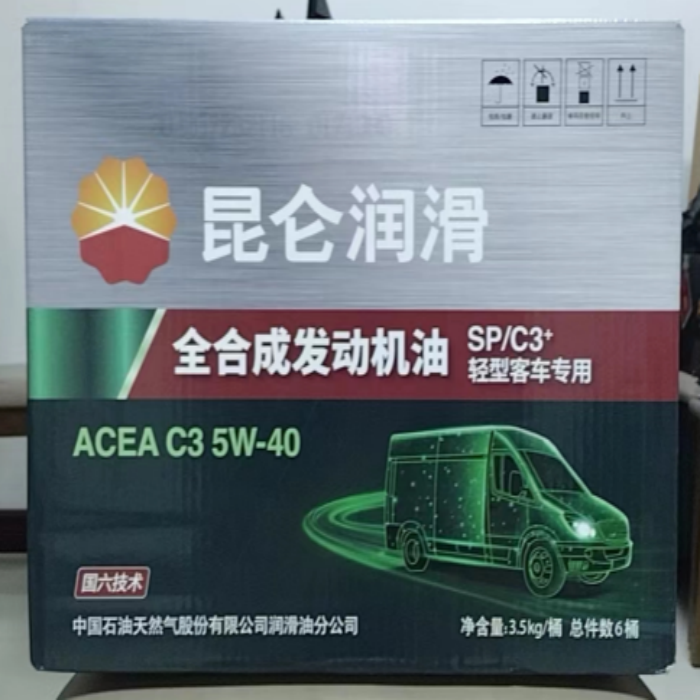 昆仑润滑
全合成发动机油
SP/C3+
轻型客车专用
ACEA C3 5W-40
国六技术
中国石油天然气股份有限公司润滑油分公司
净含量:3.5kg/桶 总件数6桶